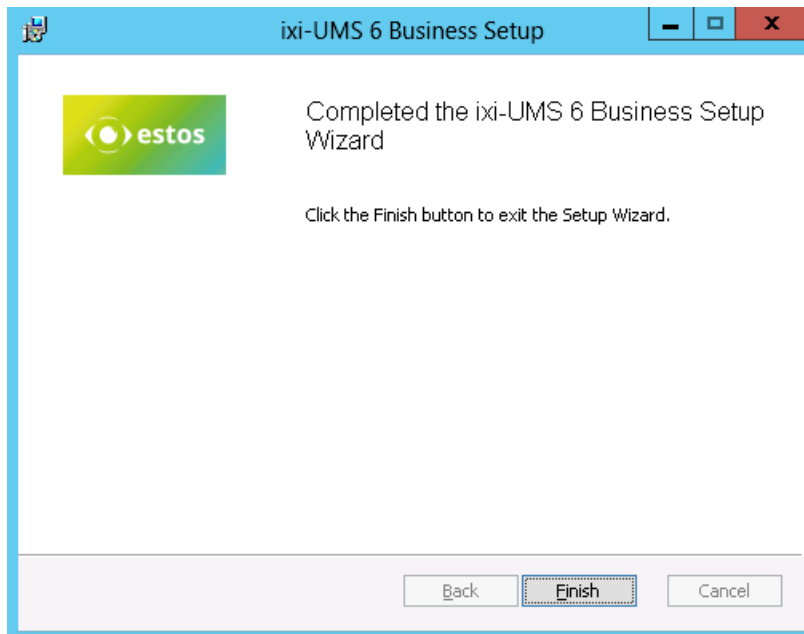 ixi-UMS 6 Business Setup
estos
Completed the ixi-UMS 6 Business Setup
Wizard
Click the Finish button to exit the Setup Wizard.
Back
Finish
Cancel